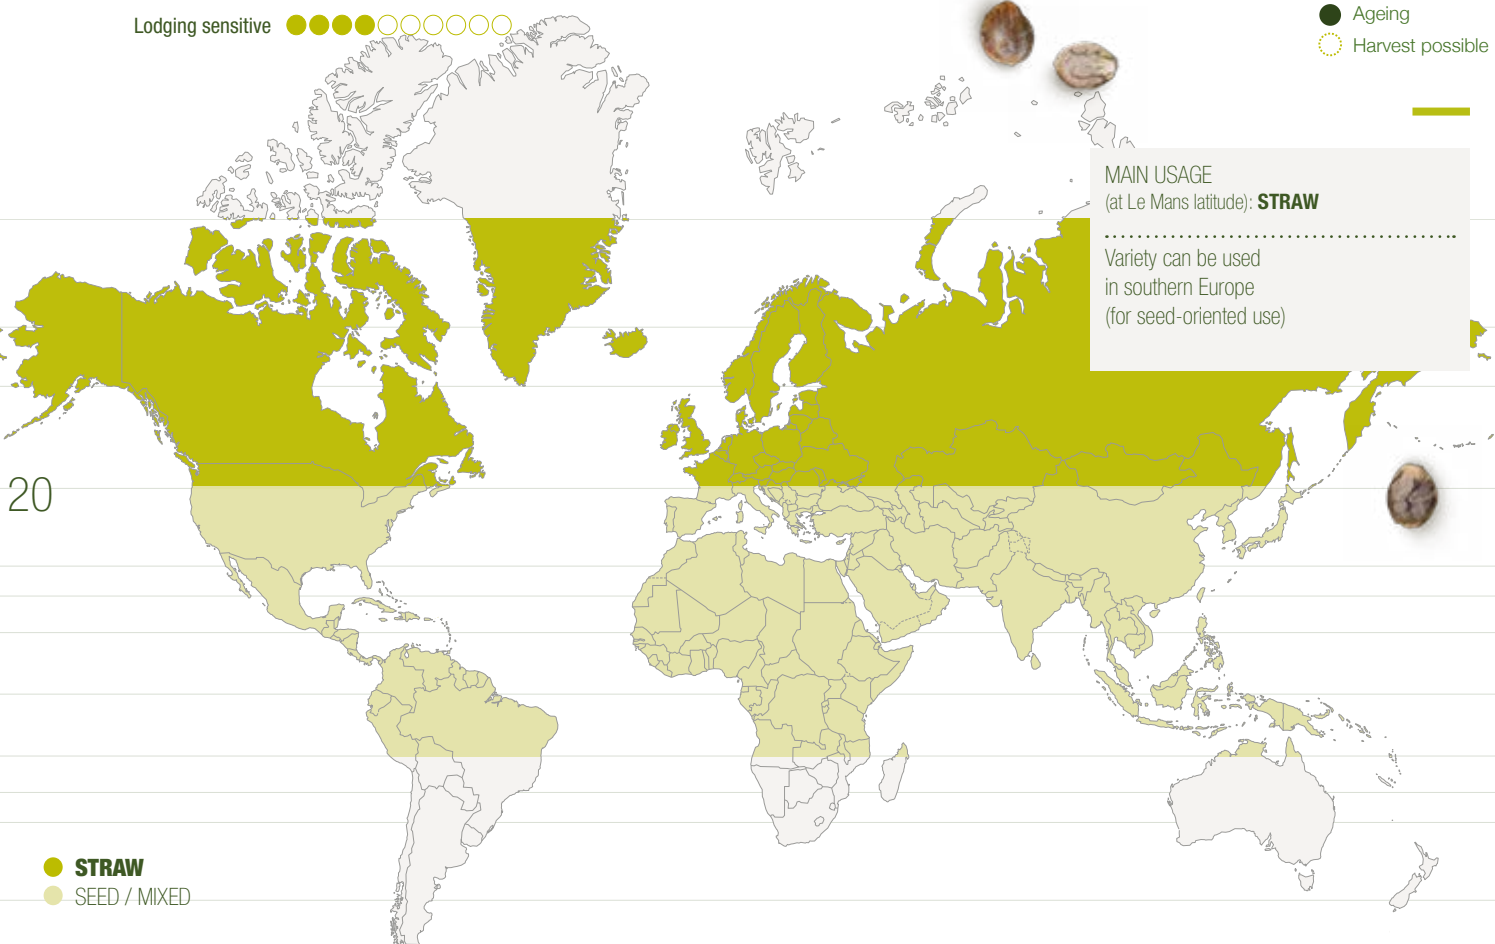 Lodging sensitive
Ageing
Harvest possible
MAIN USAGE
(at Le Mans latitude): STRAW
Variety can be used
in southern Europe
(for seed-oriented use)
20
STRAW
SEED / MIXED